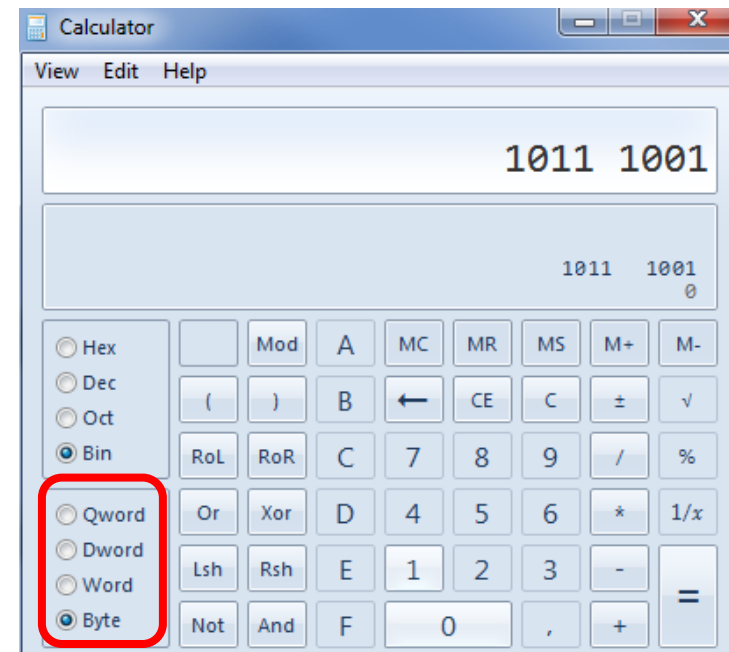 Calculator
View Edit Help
1011 1001
1011 1001
0
Hex Mod A MC MR MS M+ M-
Dec
Oct
( ) B ← CE C ± √
Bin RoL RoR C 7 8 9 / %
Qword Or Xor D 4 5 6 * 1/x
Dword
Word
Lsh Rsh E 1 2 3 - =
Byte Not And F 0 , +